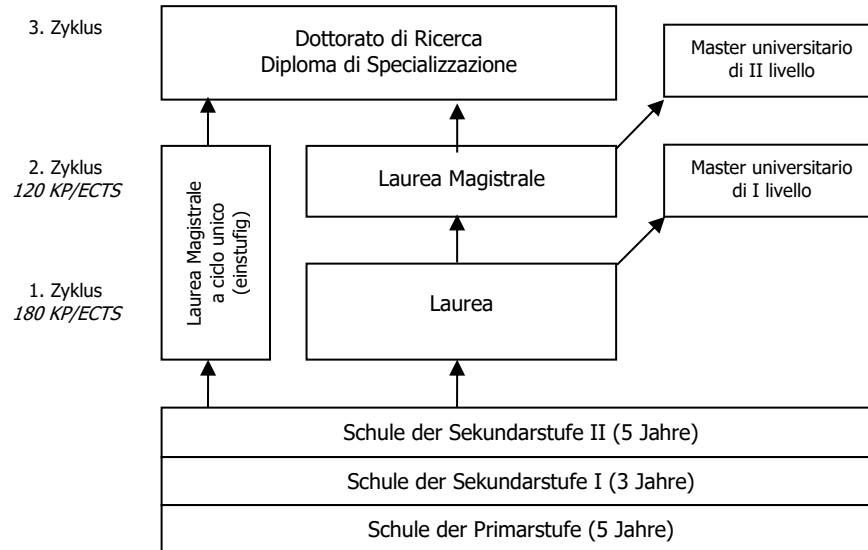 3. Zyklus
Dottorato di Ricerca
Diploma di Specializzazione
Master universitario
di II livello
2. Zyklus
120 KP/ECTS
Laurea Magistrale
a ciclo unico
(einstufig)
Laurea Magistrale
Master universitario
di I livello
1. Zyklus
180 KP/ECTS
Laurea
Schule der Sekundarstufe II (5 Jahre)
Schule der Sekundarstufe I (3 Jahre)
Schule der Primarstufe (5 Jahre)